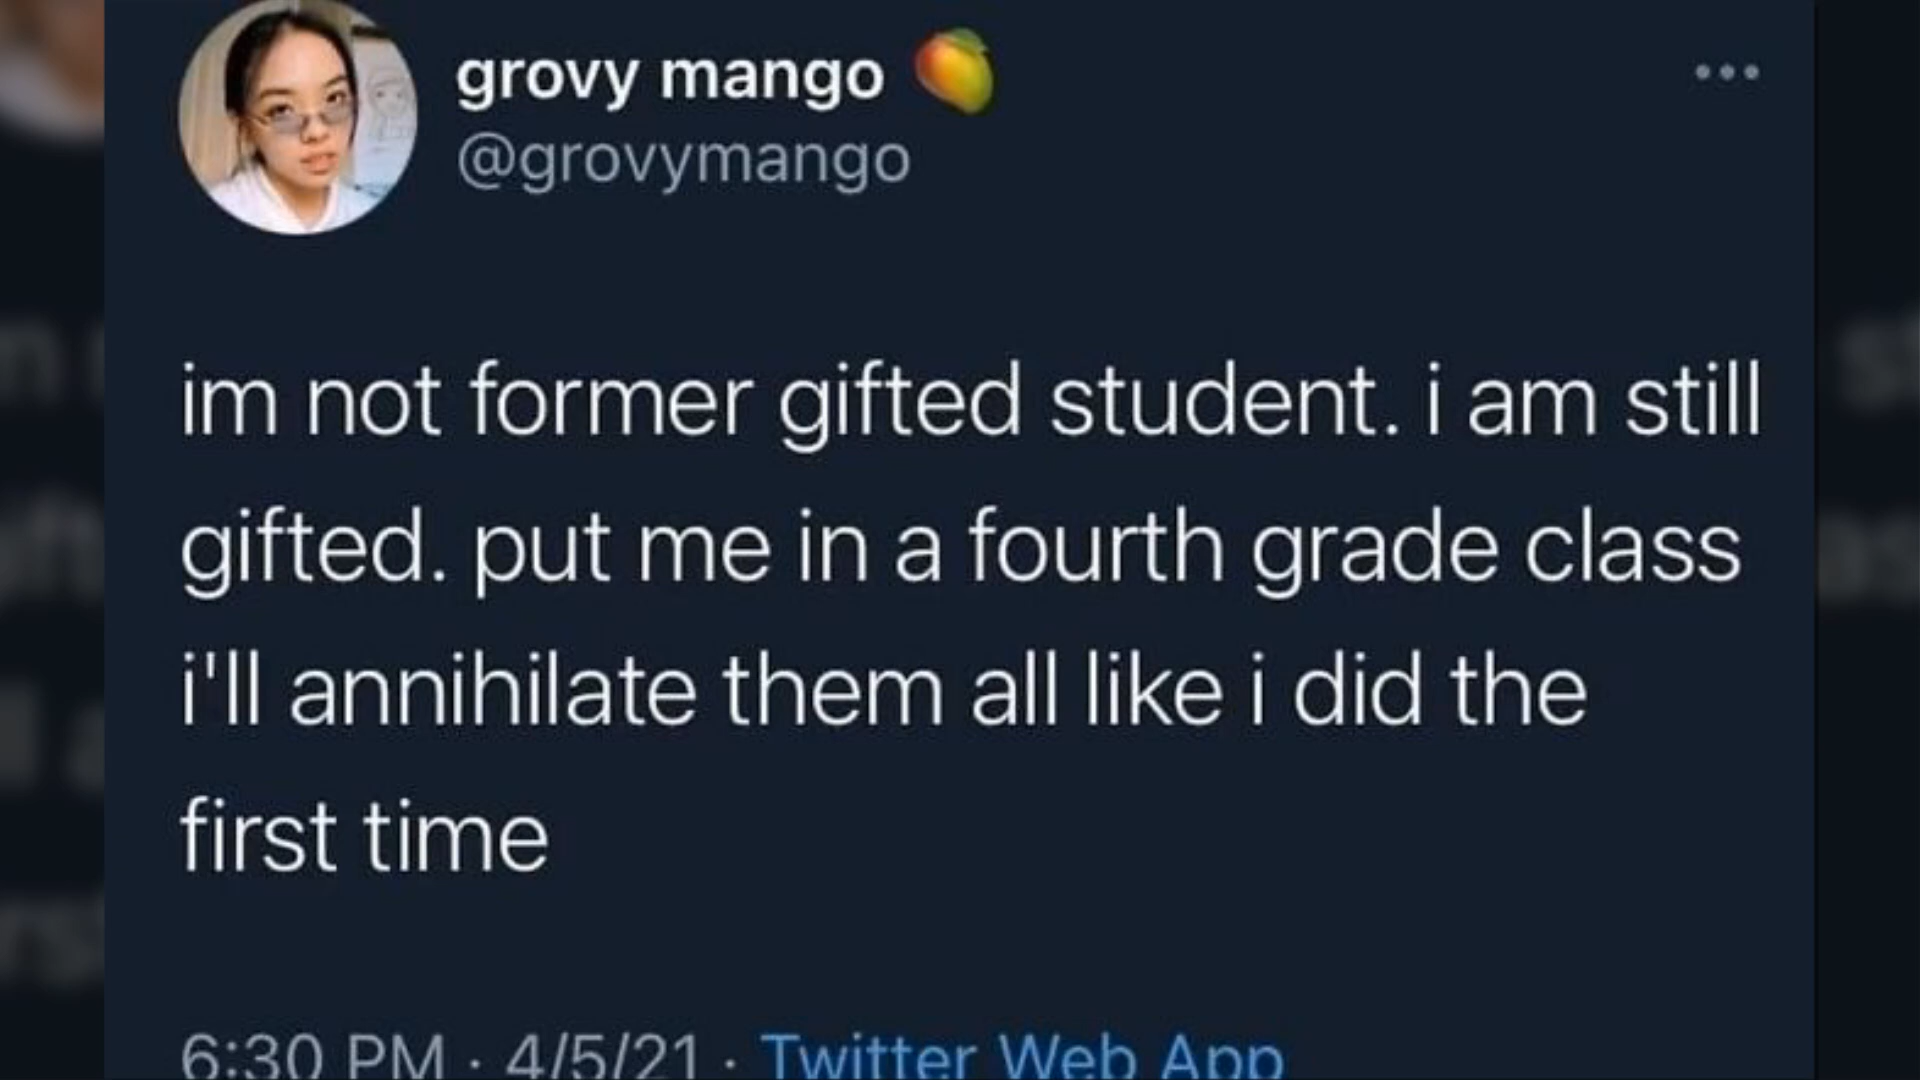 grovy mango 🥭
@grovymango
im not former gifted student. i am still
gifted. put me in a fourth grade class
i'll annihilate them all like i did the
first time
6:30 PM · 4/5/21 · Twitter Web App